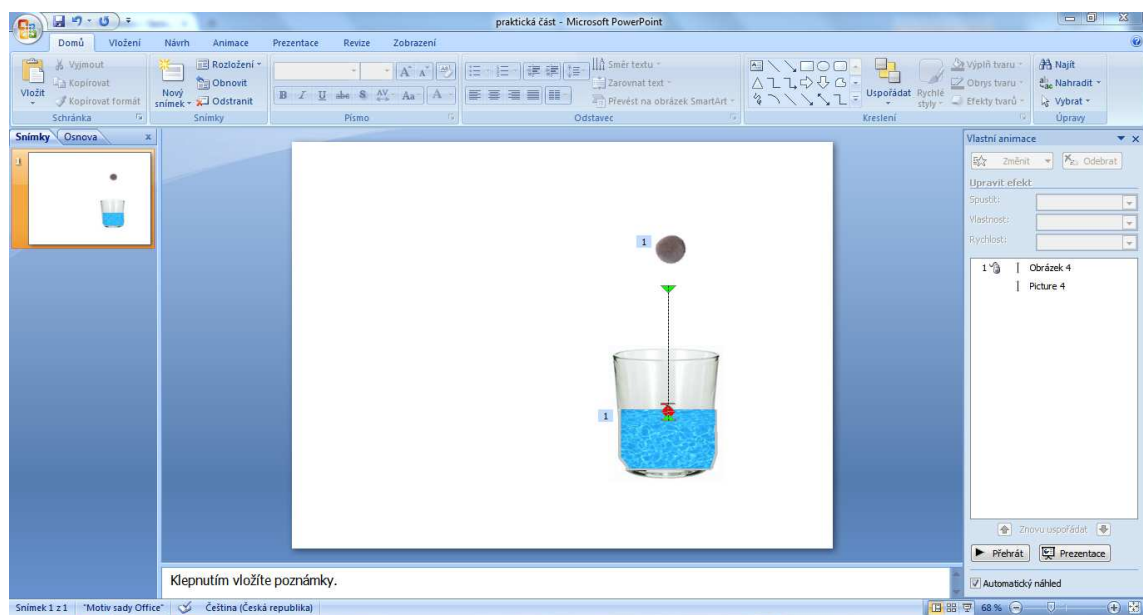 praktická část - Microsoft PowerPoint
Domů Vložení Návrh Animace Prezentace Revize Zobrazení
Vložit
Vyjmout
Kopírovat
Kopírovat formát
Schránka
Nový snímek
Rozložení
Obnovit
Odstranit
Snímky
B I U abc S AV Aa A
Písmo
Směr textu
Zarovnat text
Převést na obrázek SmartArt
Odstavec
Uspořádat
Rychlé styly
Výplň tvaru
Obrys tvaru
Efekty tvarů
Kreslení
Najít
Nahradit
Vybrat
Úpravy
Snímky Osnova x
1
1
1
Vlastní animace
Změnit Odebrat
Upravit efekt
Spustit:
Vlastnost:
Rychlost:
1 Obrázek 4
Picture 4
Znovu uspořádat
Přehrát Prezentace
Automatický náhled
Klepnutím vložíte poznámky.
Snímek 1 z 1 "Motiv sady Office" Čeština (Česká republika) 68 %